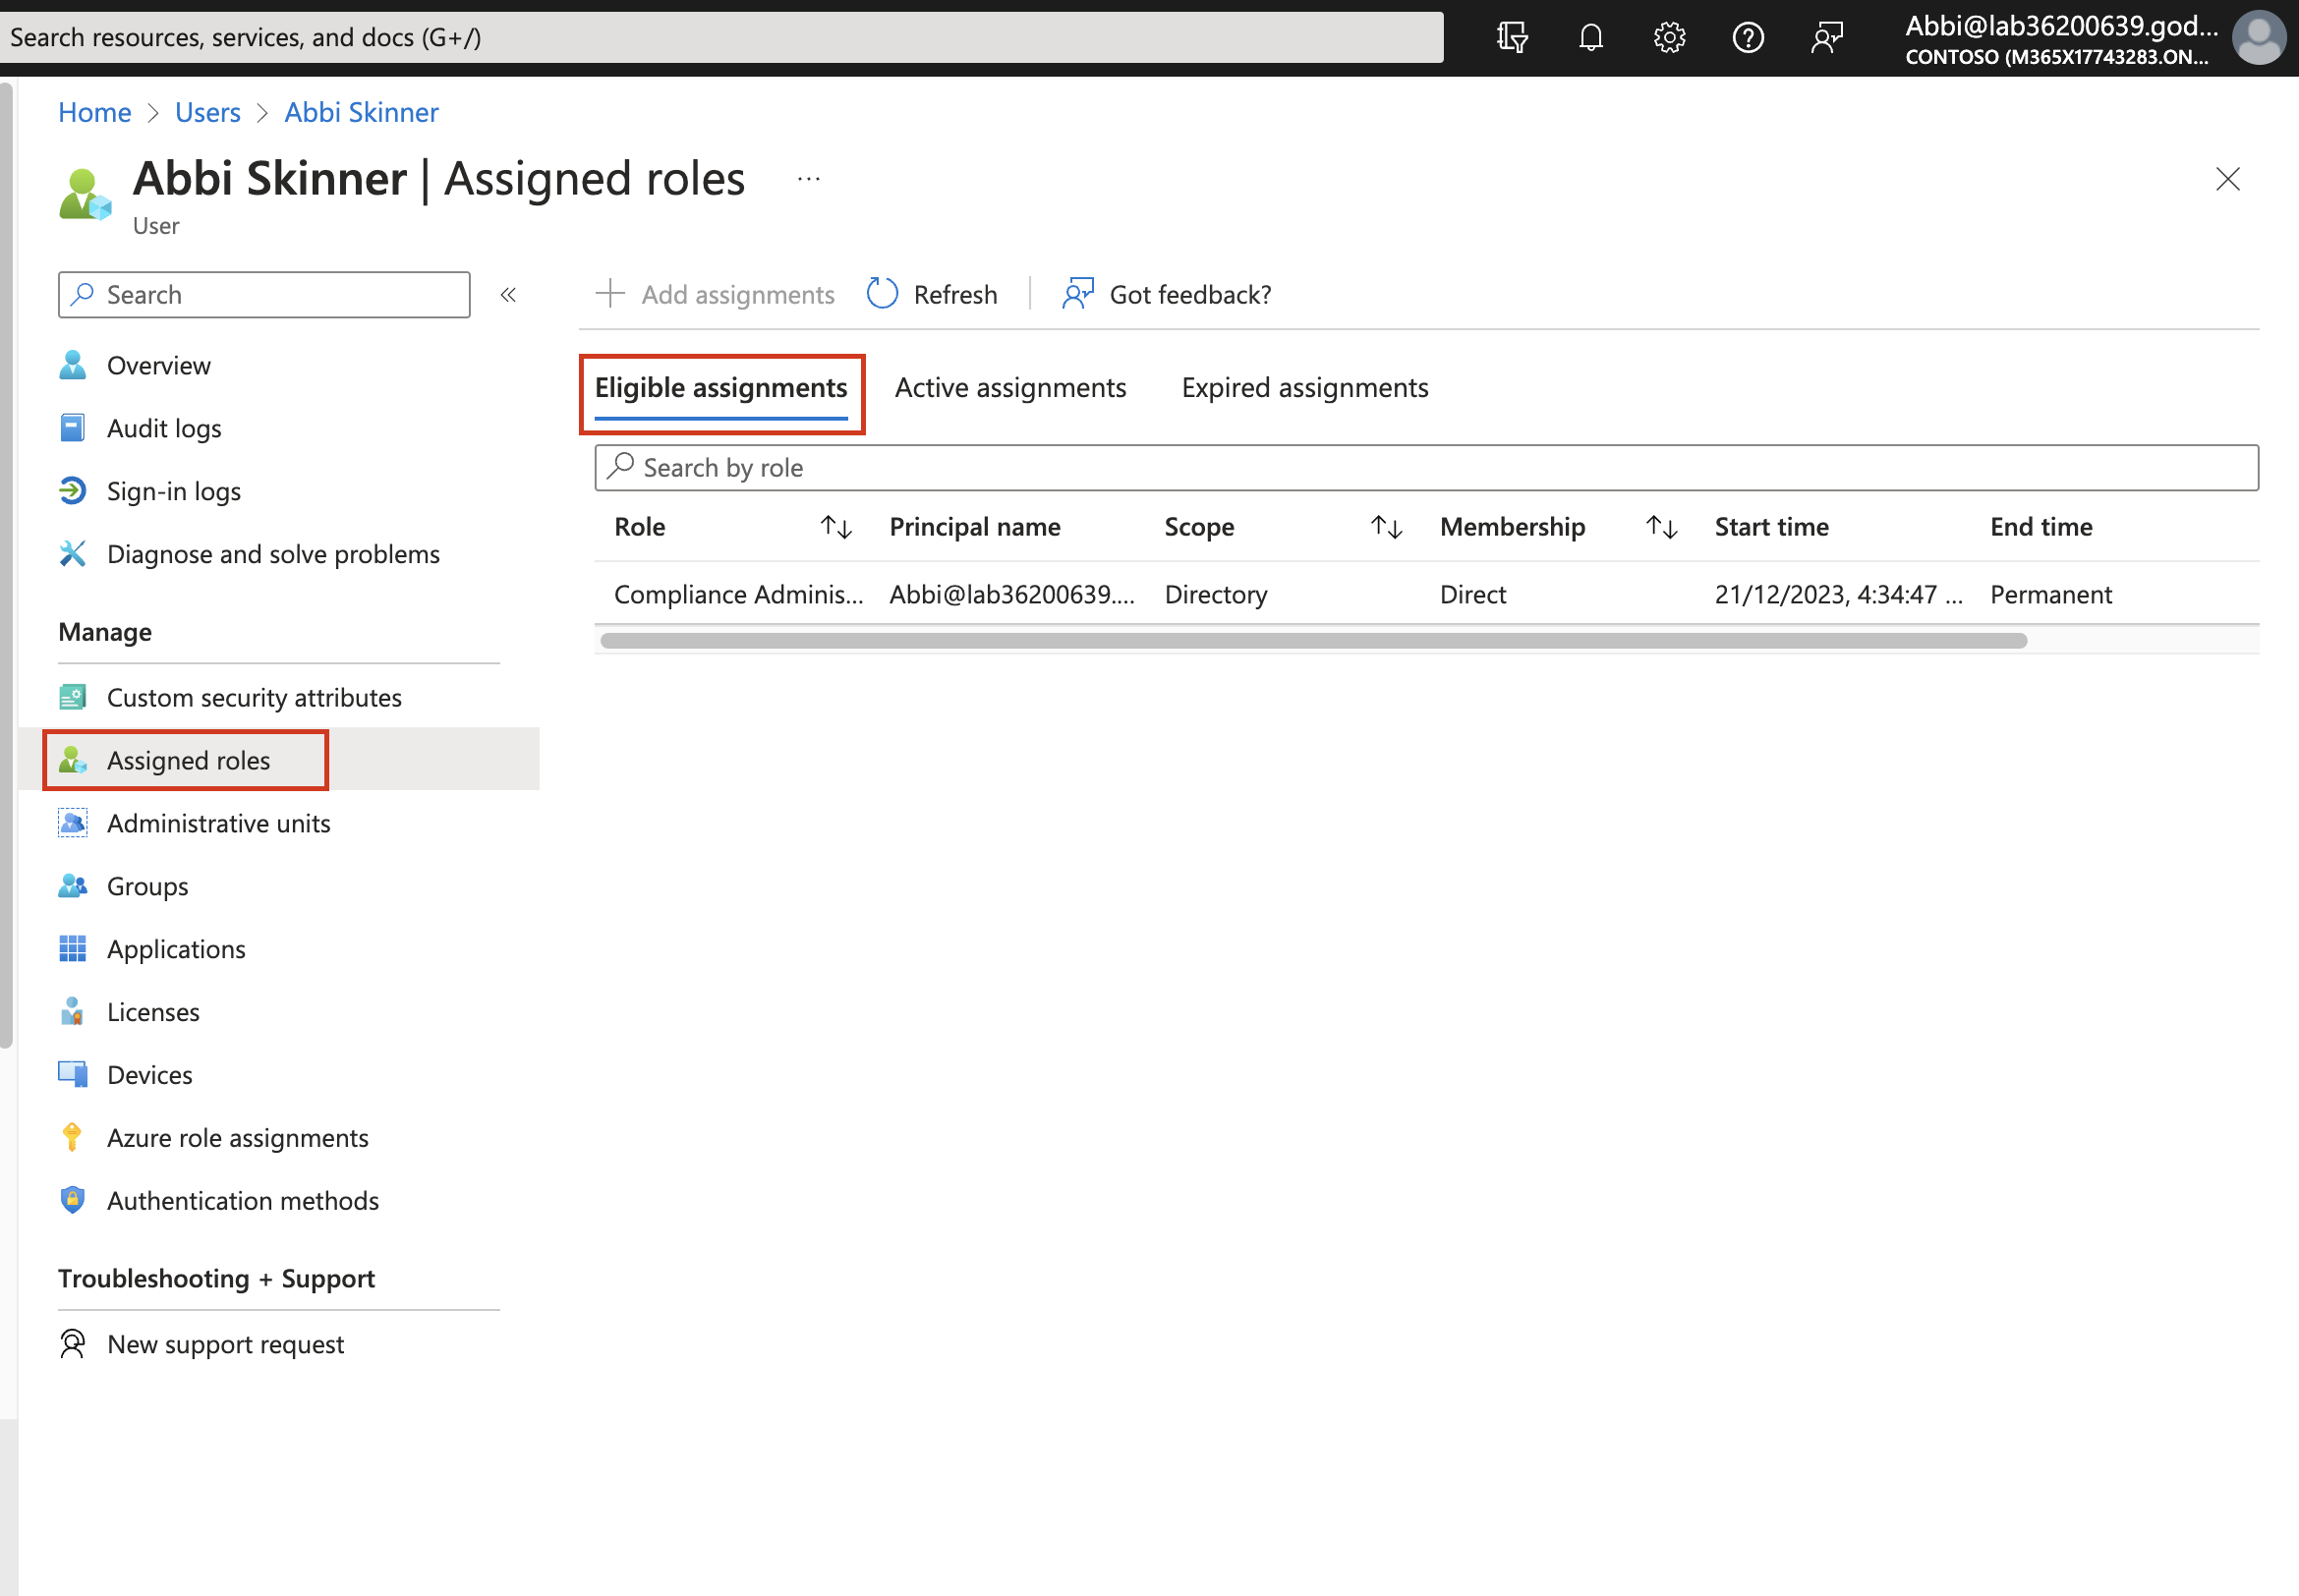 Search resources, services, and docs (G+/)
Abbi@lab36200639.god...
CONTOSO (M365X17743283.ON...
Home > Users > Abbi Skinner
Abbi Skinner | Assigned roles ...
User
Search
«
Add assignments Refresh Got feedback?
Overview
Audit logs
Sign-in logs
Diagnose and solve problems
Manage
Custom security attributes
Assigned roles
Administrative units
Groups
Applications
Licenses
Devices
Azure role assignments
Authentication methods
Troubleshooting + Support
New support request
Eligible assignments Active assignments Expired assignments
Search by role
Role Principal name Scope Membership Start time End time
Compliance Adminis... Abbi@lab36200639.... Directory Direct 21/12/2023, 4:34:47 ... Permanent